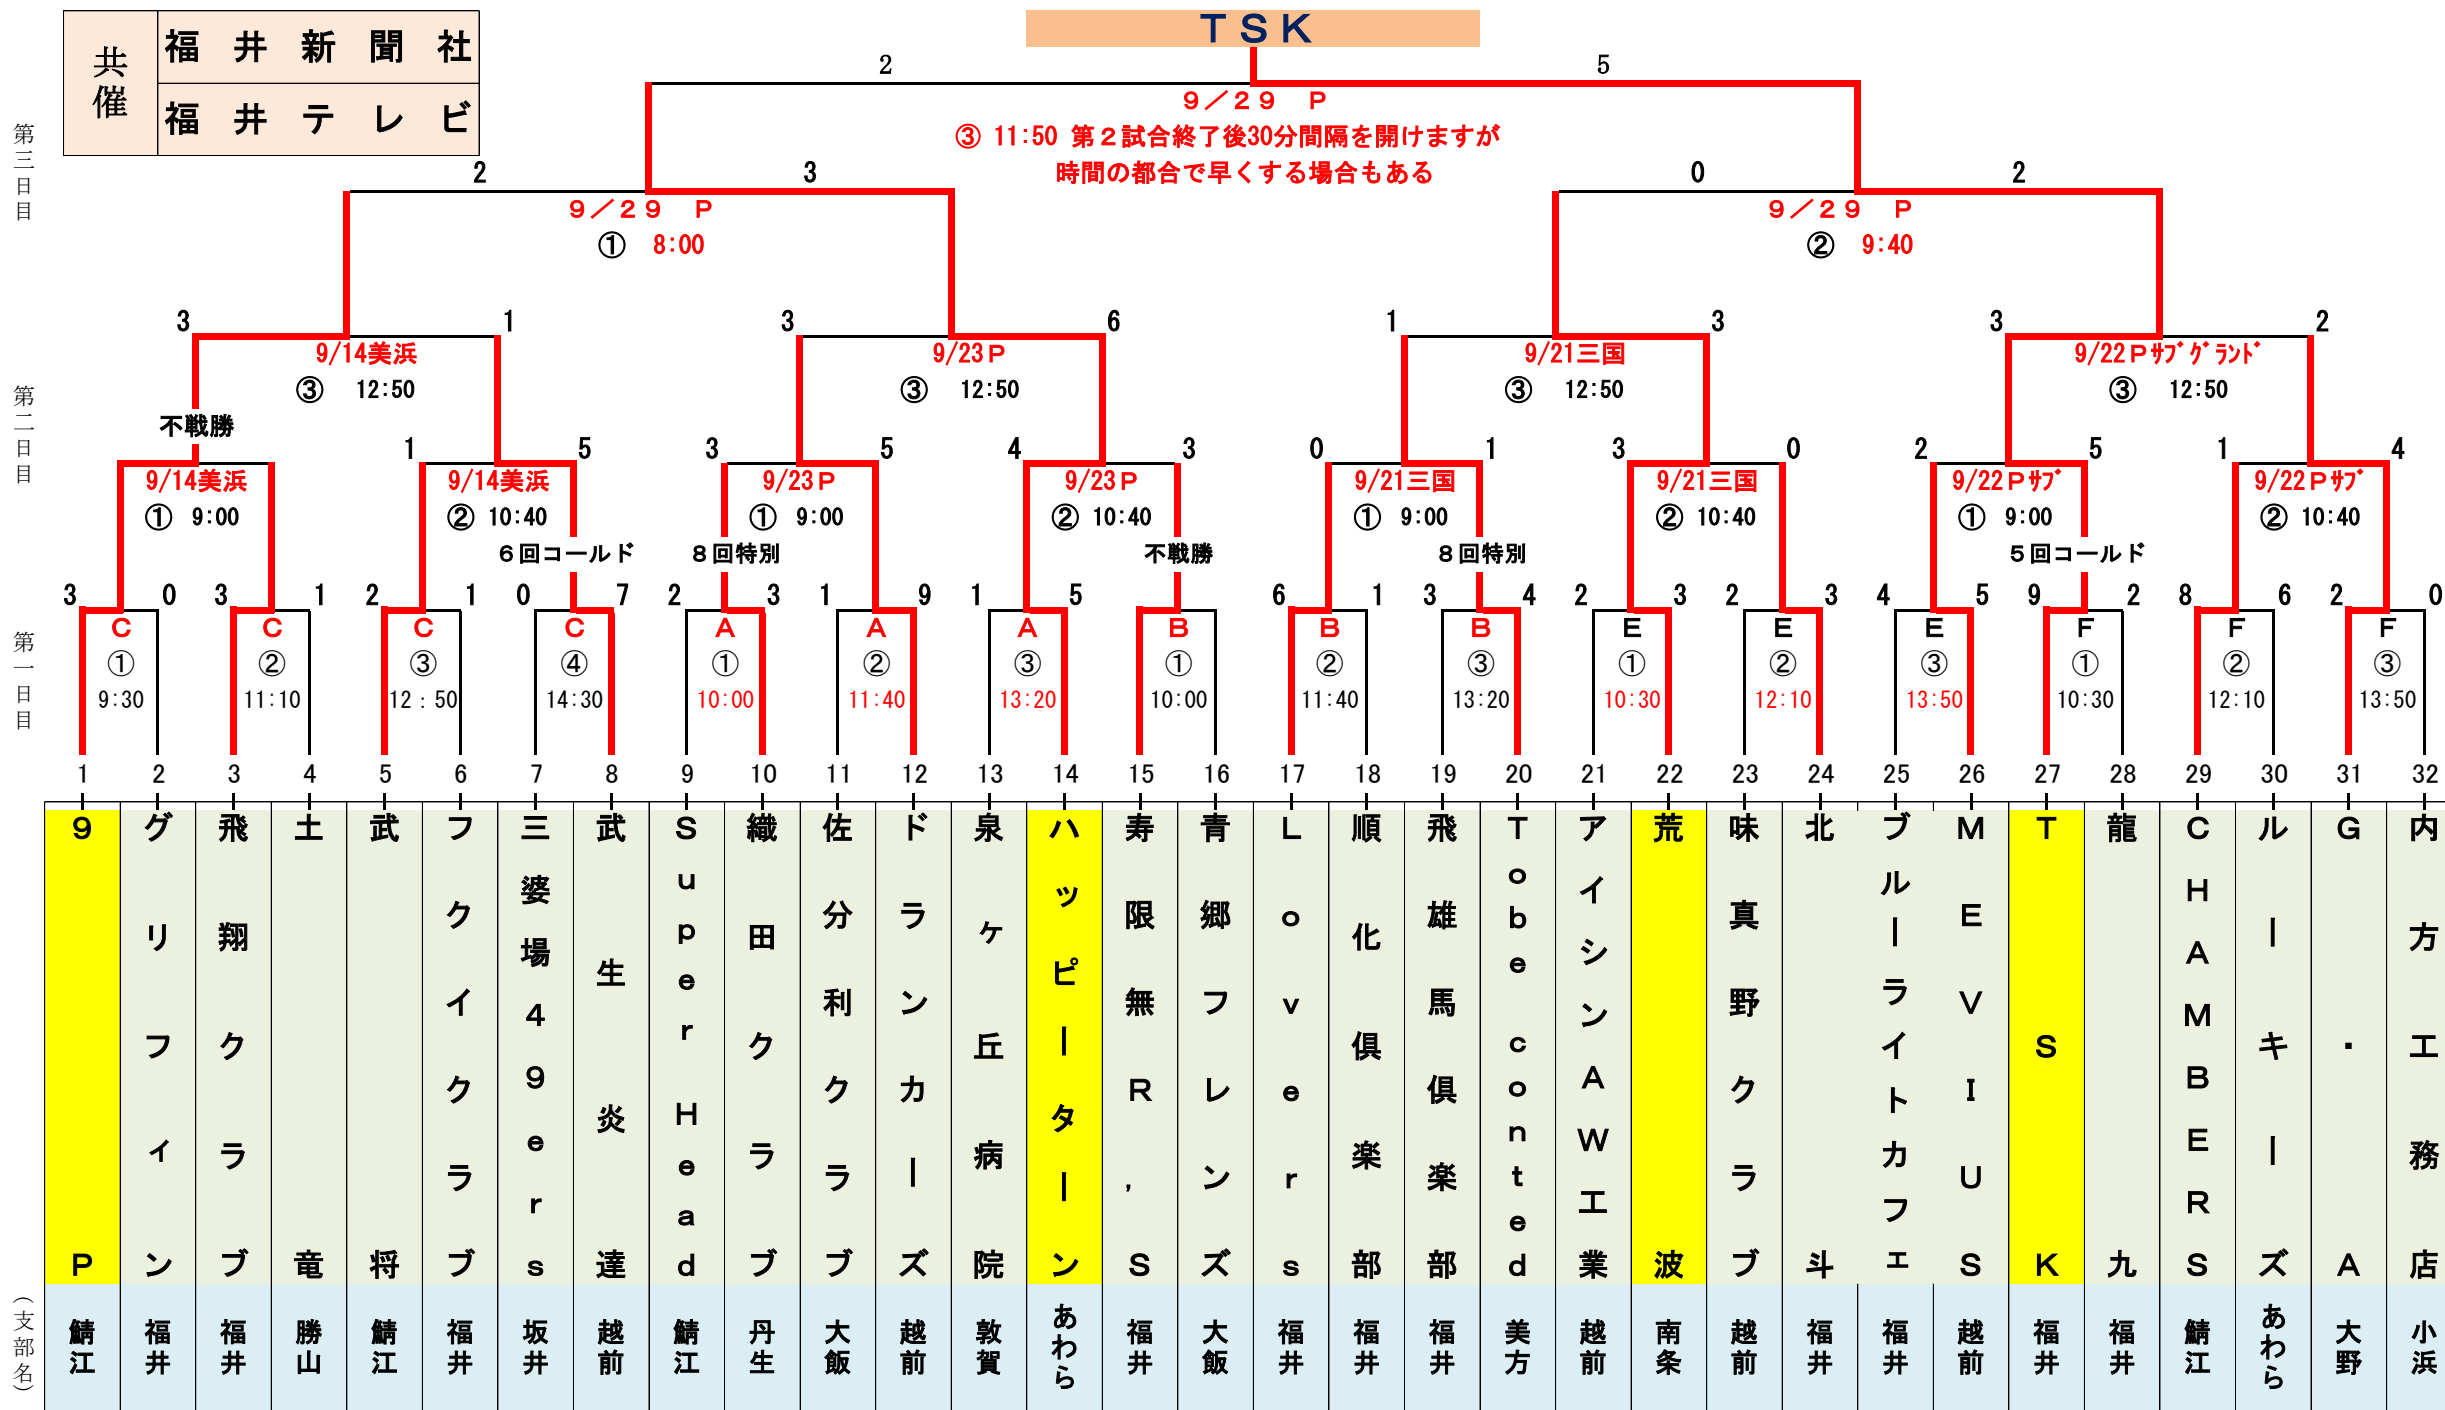 共催
福井新聞社
福井テレビ
TSK
2 5
9/29 P
③ 11:50 第2試合終了後30分間隔を開けますが
時間の都合で早くする場合もある
第三日目
2 3 0 2
9/29 P 9/29 P
① 8:00 ② 9:40
3 1 3 6 1 3 3 2
9/14美浜 9/23P 9/21三国 9/22Pサブグランド
③ 12:50 ③ 12:50 ③ 12:50 ③ 12:50
第二日目
不戦勝
1 5 3 5 4 3 0 1 3 0 2 5 1 4
9/14美浜 9/14美浜 9/23P 9/23P 9/21三国 9/21三国 9/22Pサブ 9/22Pサブ
① 9:00 ② 10:40 ① 9:00 ② 10:40 ① 9:00 ② 10:40 ① 9:00 ② 10:40
6回コールド 8回特別 不戦勝 8回特別 5回コールド
3 0 3 1 2 1 0 7 2 3 1 9 1 5 6 1 3 4 2 3 2 3 4 5 9 2 8 6 2 0
第一日目
C C C C A A A B B B E E E F F F
① ② ③ ④ ① ② ③ ① ② ③ ① ② ③ ① ② ③
9:30 11:10 12:50 14:30 10:00 11:40 13:20 10:00 11:40 13:20 10:30 12:10 13:50 10:30 12:10 13:50
1 2 3 4 5 6 7 8 9 10 11 12 13 14 15 16 17 18 19 20 21 22 23 24 25 26 27 28 29 30 31 32
9P
グリフィン
飛翔クラブ
土竜
武将
フクイクラブ
三婆場49ers
武生炎達
Super Head
織田クラブ
佐分利クラブ
ドランカーズ
泉ヶ丘病院
ハッピーターン
寿限無R,S
青郷フレンズ
Lovers
順化倶楽部
飛雄馬倶楽部
Tobe conted
アイシンAW工業
荒波
味真野クラブ
北斗
ブルーライトカフェ
MEVIUS
TSK
龍九
CHAMBERS
ルーキーズ
G・A
内方工務店
(支部名)
鯖江 福井 福井 勝山 鯖江 福井 坂井 越前 鯖江 丹生 大飯 越前 敦賀 あわら 福井 大飯 福井 福井 福井 美方 越前 南条 越前 福井 福井 越前 福井 福井 鯖江 あわら 大野 小浜